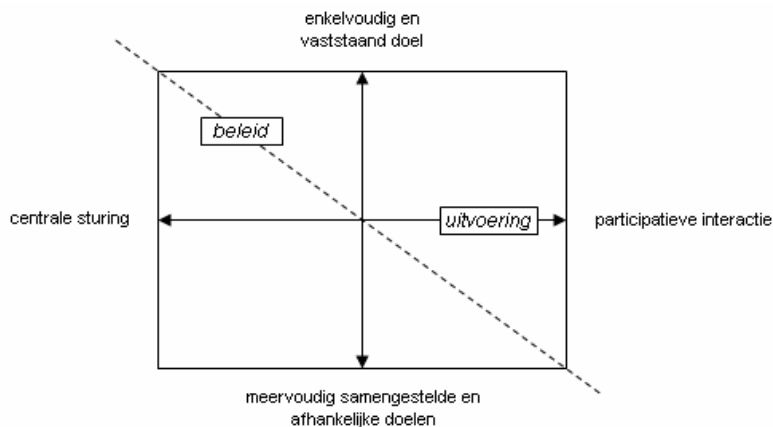 enkelvoudig en
vaststaand doel
beleid
centrale sturing
uitvoering
participatieve interactie
meervoudig samengestelde en
afhankelijke doelen